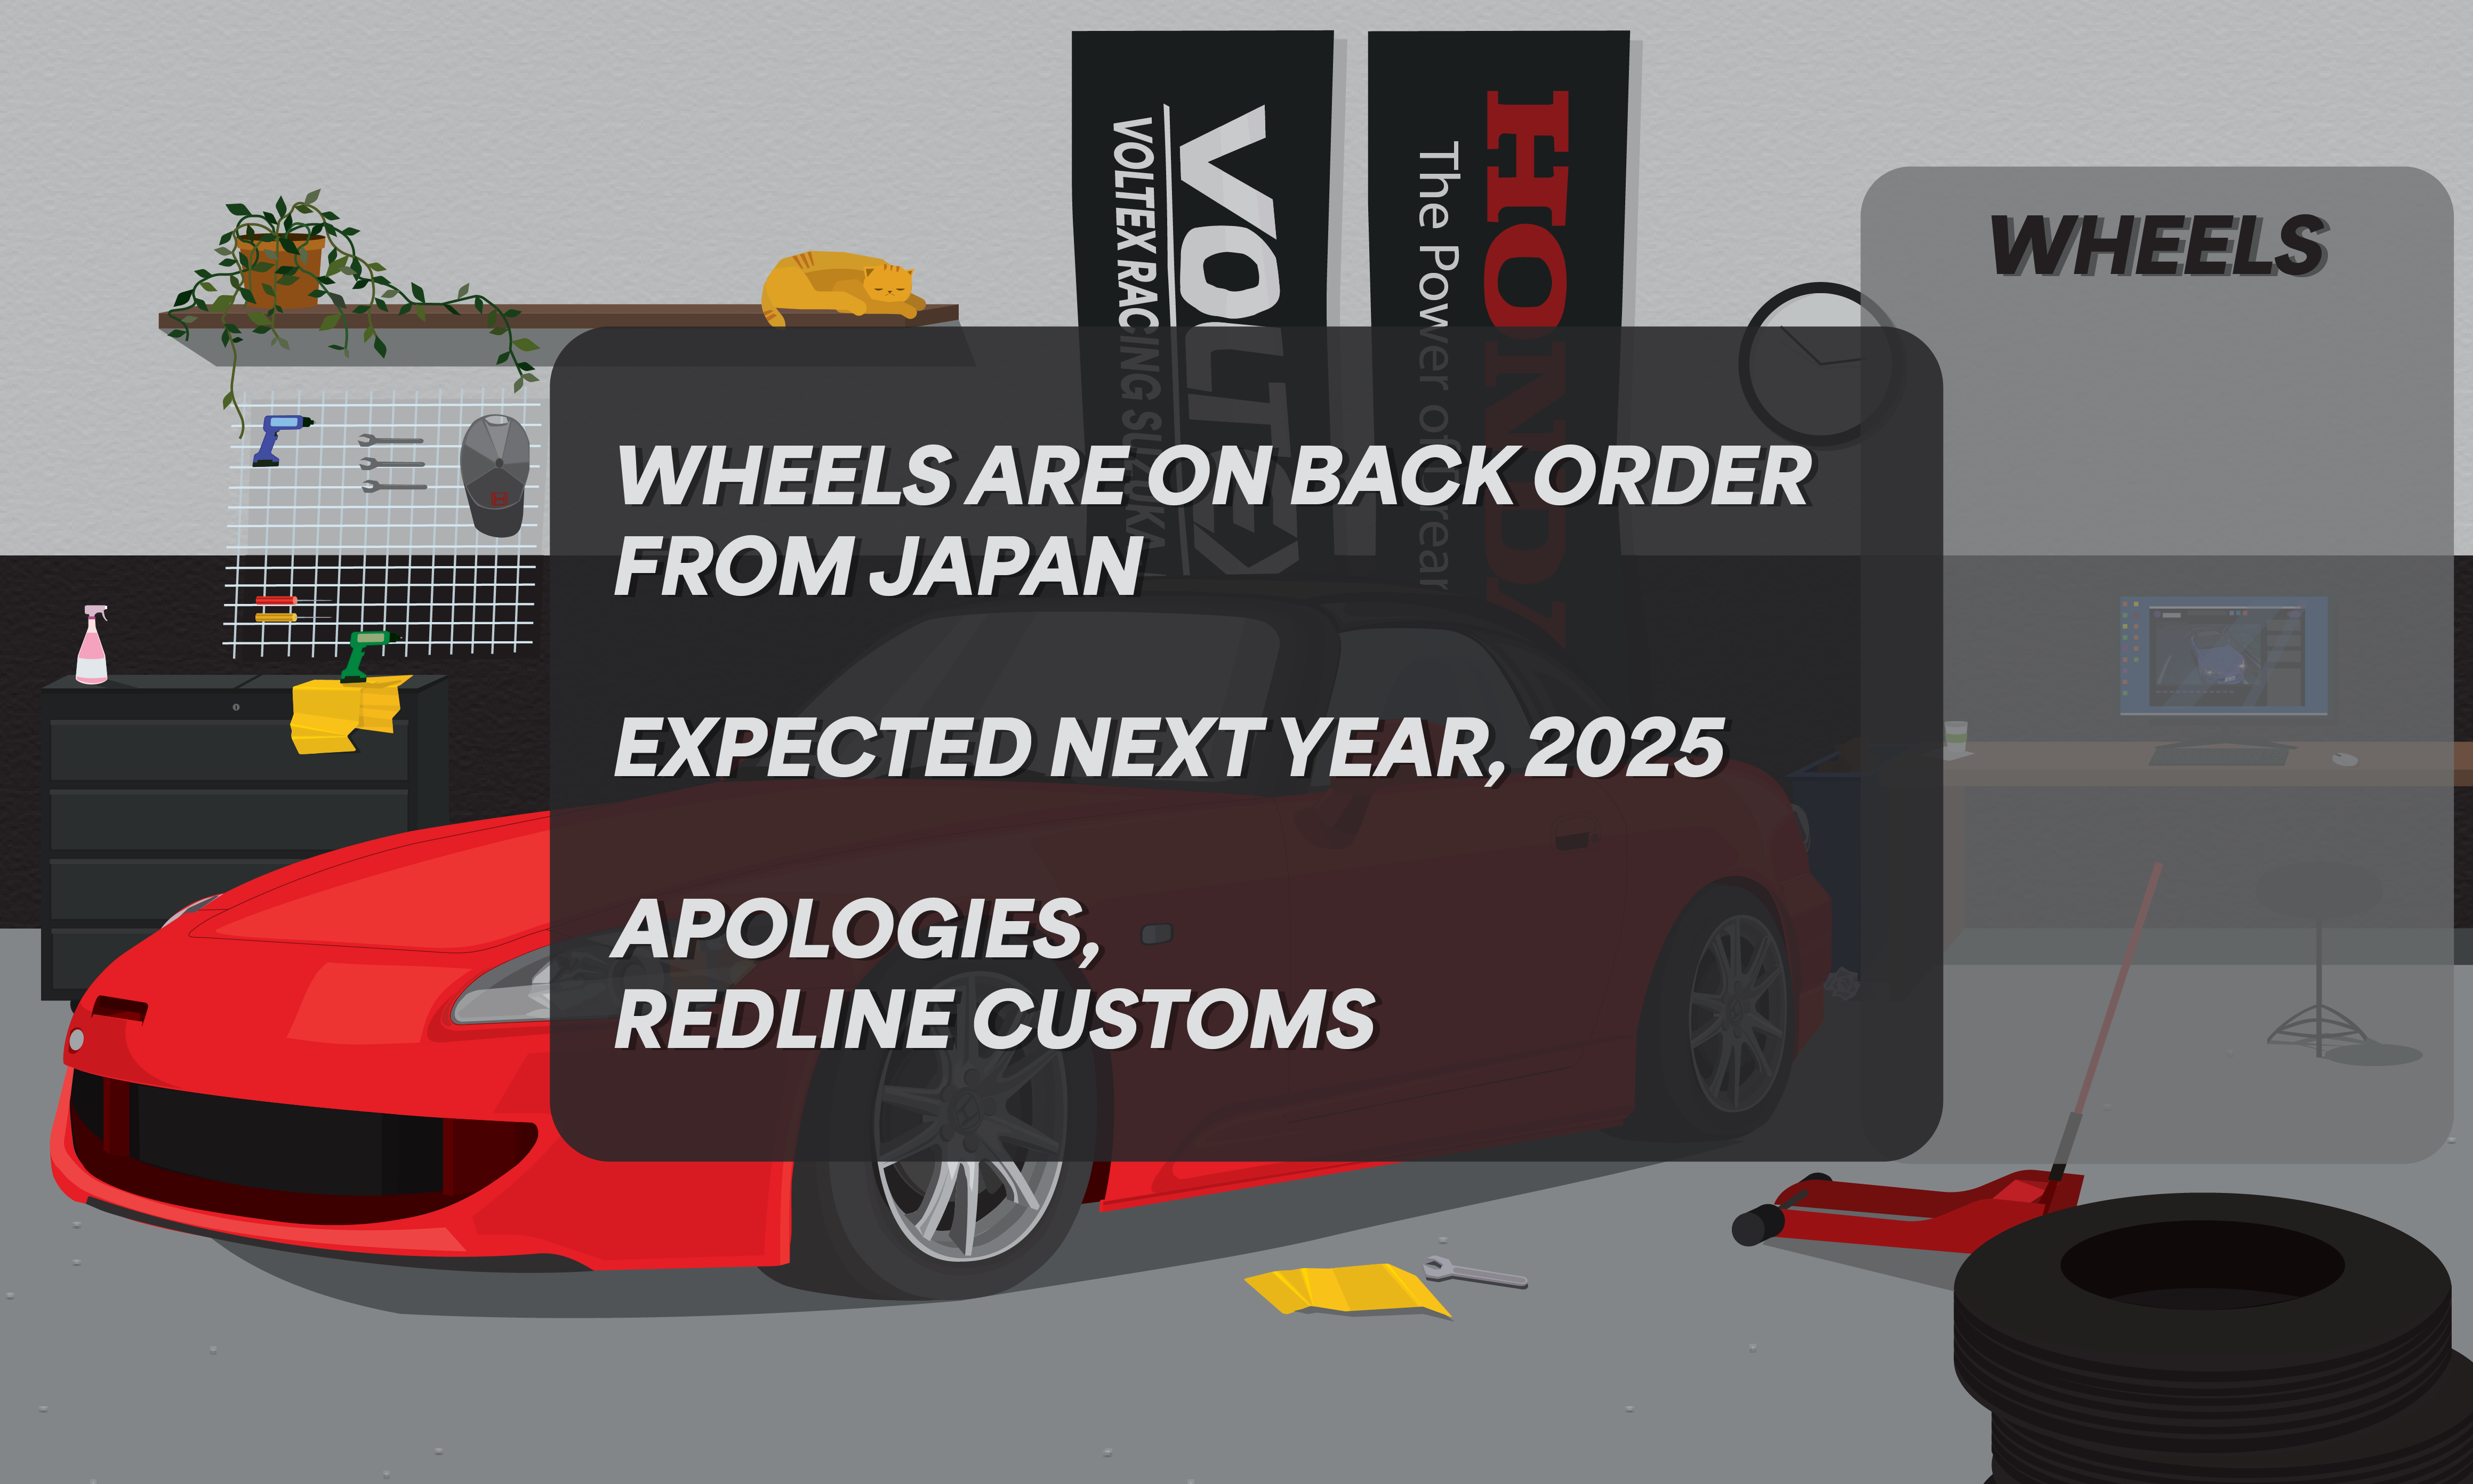 VOLTEX
VOLTEX RACING SUZUKA
HONDA
The Power of Dreams
WHEELS
WHEELS ARE ON BACK ORDER
FROM JAPAN
EXPECTED NEXT YEAR, 2025
APOLOGIES,
REDLINE CUSTOMS